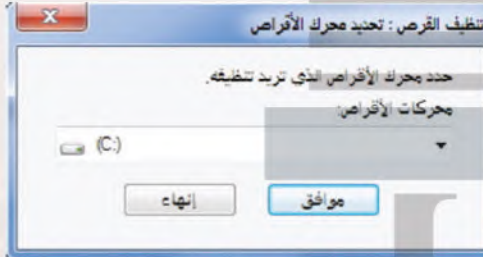 تنظيف القرص : تحديد محرك الأقراص
حدد محرك الأقراص الذي تريد تنظيفه.
محركات الأقراص:
(C:)
موافق
إنهاء